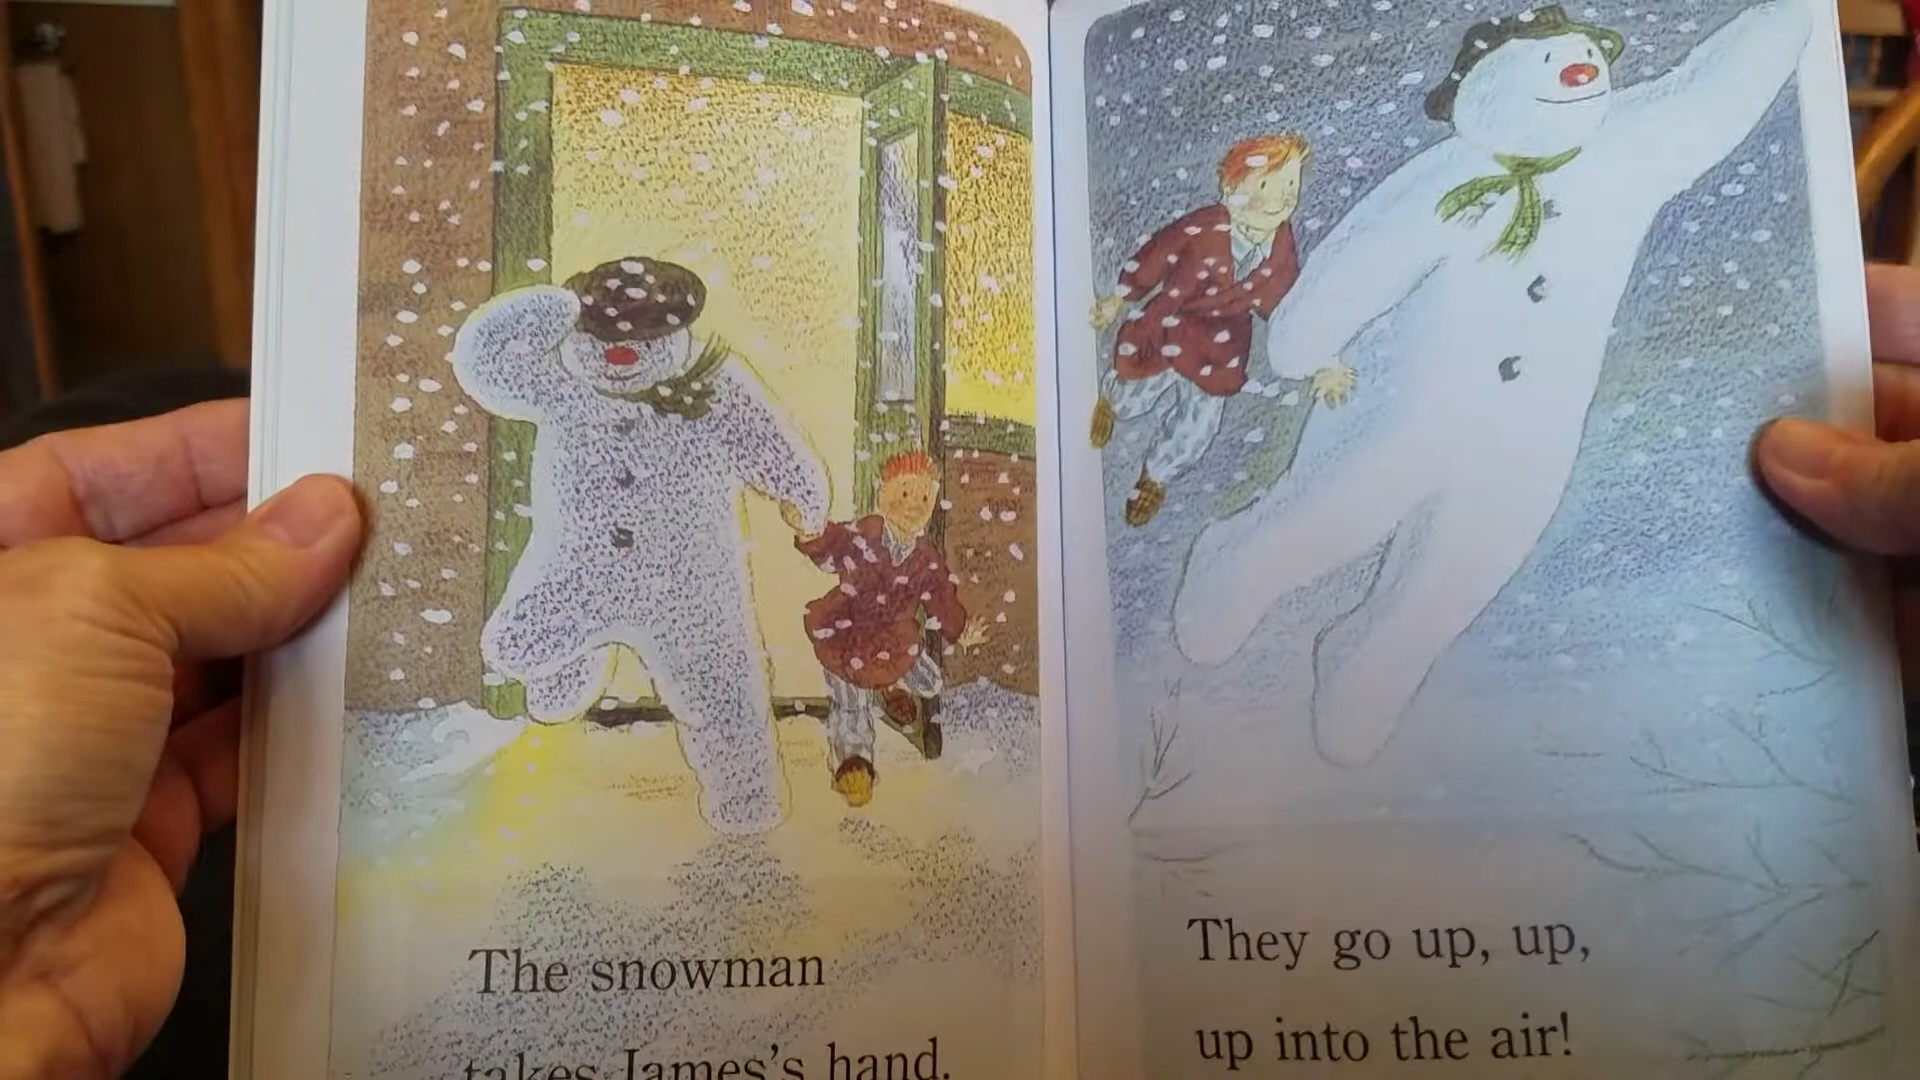 The snowman
takes James's hand.
They go up, up,
up into the air!